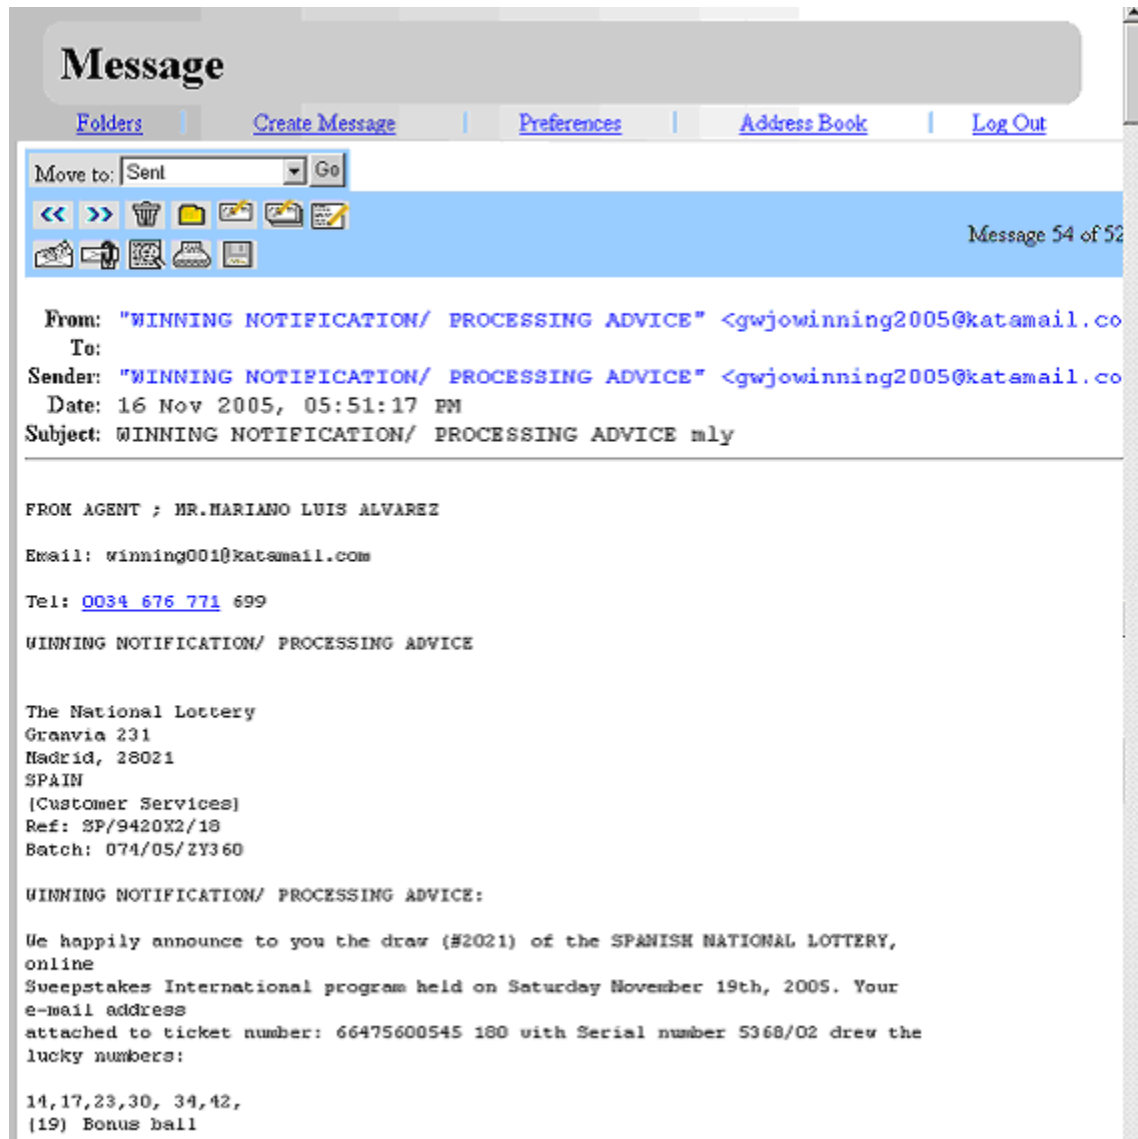 Message
Folders | Create Message | Preferences | Address Book | Log Out
Move to: Sent Go
Message 54 of 52
From: "WINNING NOTIFICATION/ PROCESSING ADVICE" <gwjowinning2005@katamail.co
To:
Sender: "WINNING NOTIFICATION/ PROCESSING ADVICE" <gwjowinning2005@katamail.co
Date: 16 Nov 2005, 05:51:17 PM
Subject: WINNING NOTIFICATION/ PROCESSING ADVICE mly
FROM AGENT ; MR.MARIANO LUIS ALVAREZ
Email: winning001@katamail.com
Tel: 0034 676 771 699
WINNING NOTIFICATION/ PROCESSING ADVICE
The National Lottery
Granvia 231
Madrid, 28021
SPAIN
(Customer Services)
Ref: SP/9420X2/18
Batch: 074/05/ZY360
WINNING NOTIFICATION/ PROCESSING ADVICE:
We happily announce to you the draw (#2021) of the SPANISH NATIONAL LOTTERY,
online
Sweepstakes International program held on Saturday November 19th, 2005. Your
e-mail address
attached to ticket number: 66475600545 180 with Serial number 5368/02 drew the
lucky numbers:
14,17,23,30, 34,42,
(19) Bonus ball